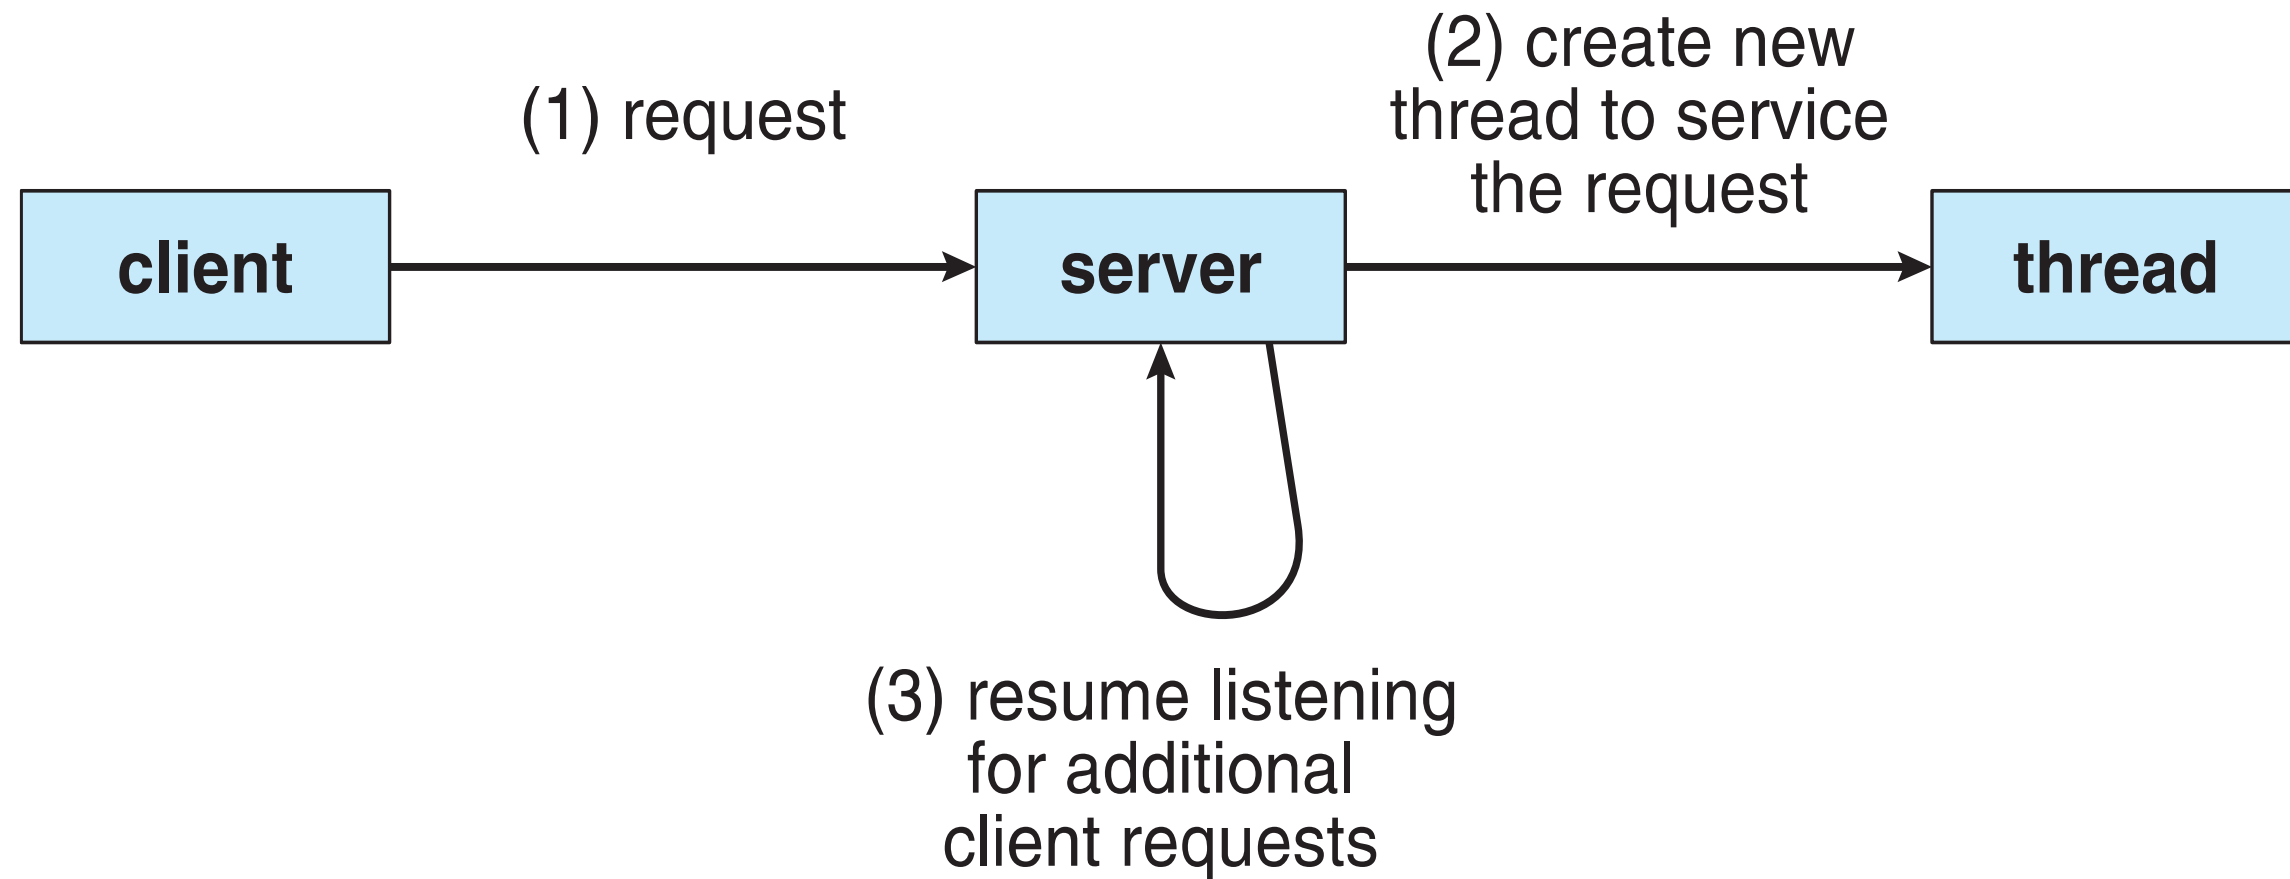 (1) request
(2) create new
thread to service
the request
client
server
thread
(3) resume listening
for additional
client requests